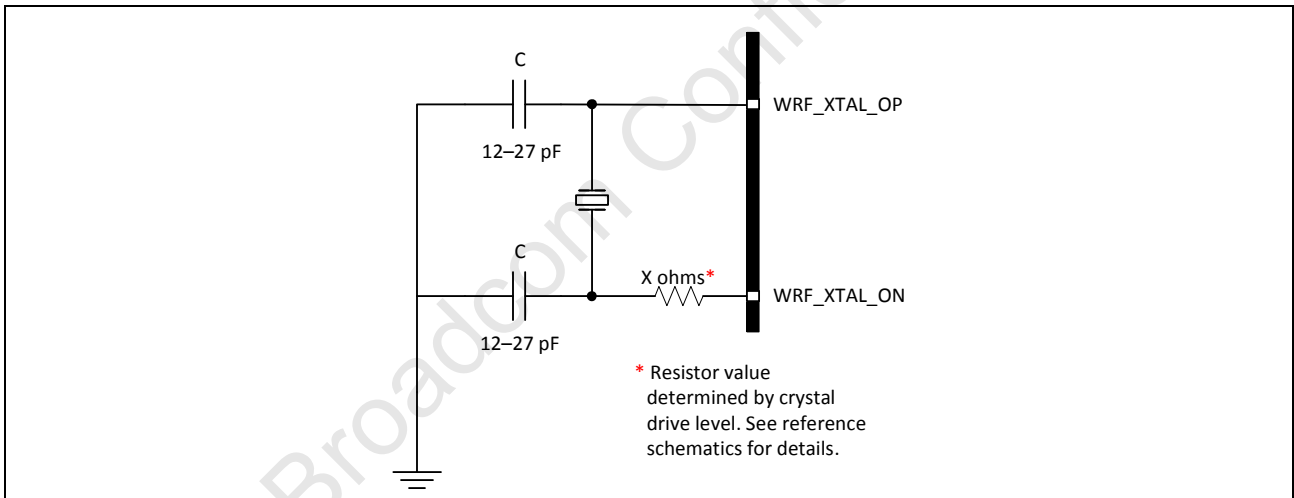 C
WRF_XTAL_OP
12–27 pF
C
X ohms*
WRF_XTAL_ON
12–27 pF
* Resistor value
determined by crystal
drive level. See reference
schematics for details.
Broadcom Confi